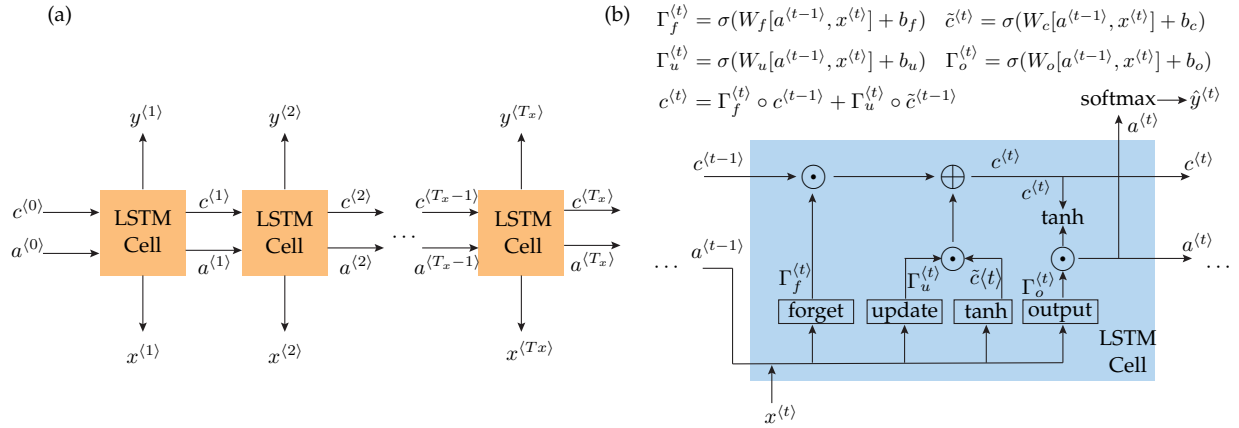 (a)
y⟨1⟩ y⟨2⟩ y⟨T_x⟩
c⟨0⟩ LSTM Cell c⟨1⟩ LSTM Cell c⟨2⟩ ... c⟨T_x−1⟩ LSTM Cell c⟨T_x⟩
a⟨0⟩ a⟨1⟩ a⟨2⟩ a⟨T_x−1⟩ a⟨T_x⟩
x⟨1⟩ x⟨2⟩ x⟨Tx⟩
(b)
Γ_f⟨t⟩ = σ(W_f[a⟨t−1⟩, x⟨t⟩] + b_f) c̃⟨t⟩ = σ(W_c[a⟨t−1⟩, x⟨t⟩] + b_c)
Γ_u⟨t⟩ = σ(W_u[a⟨t−1⟩, x⟨t⟩] + b_u) Γ_o⟨t⟩ = σ(W_o[a⟨t−1⟩, x⟨t⟩] + b_o)
c⟨t⟩ = Γ_f⟨t⟩ ∘ c⟨t−1⟩ + Γ_u⟨t⟩ ∘ c̃⟨t−1⟩
softmax ŷ⟨t⟩
a⟨t⟩
c⟨t−1⟩ c⟨t⟩ c⟨t⟩
c⟨t⟩
tanh
... a⟨t−1⟩ a⟨t⟩ ...
Γ_f⟨t⟩ Γ_u⟨t⟩ c̃⟨t⟩ Γ_o⟨t⟩
forget update tanh output
LSTM
Cell
x⟨t⟩